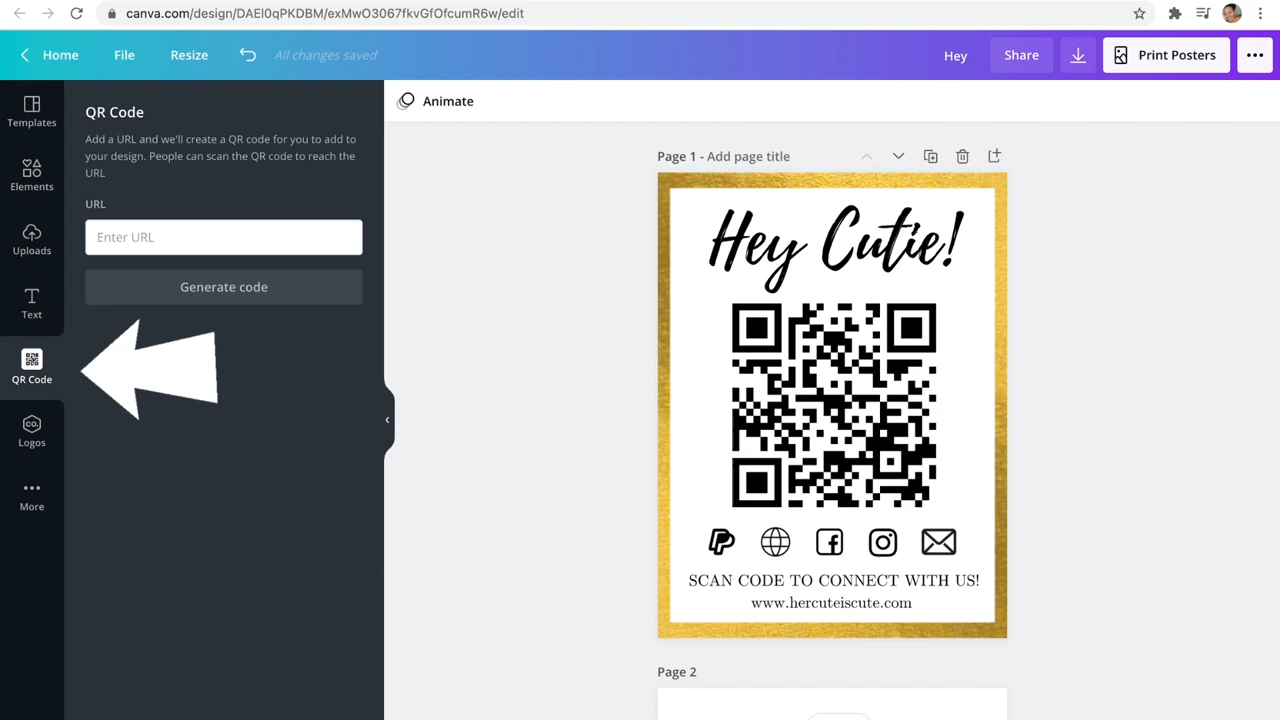 canva.com/design/DAEl0qPKDBM/exMwO3067fkvGfOfcumR6w/edit
Home File Resize All changes saved Hey Share Print Posters
Templates
Elements
Uploads
Text
QR Code
CO.
Logos
More
QR Code
Add a URL and we'll create a QR code for you to add to
your design. People can scan the QR code to reach the
URL
URL
Enter URL
Generate code
Animate
Page 1 - Add page title
Hey Cutie!
SCAN CODE TO CONNECT WITH US!
www.hercuteiscute.com
Page 2